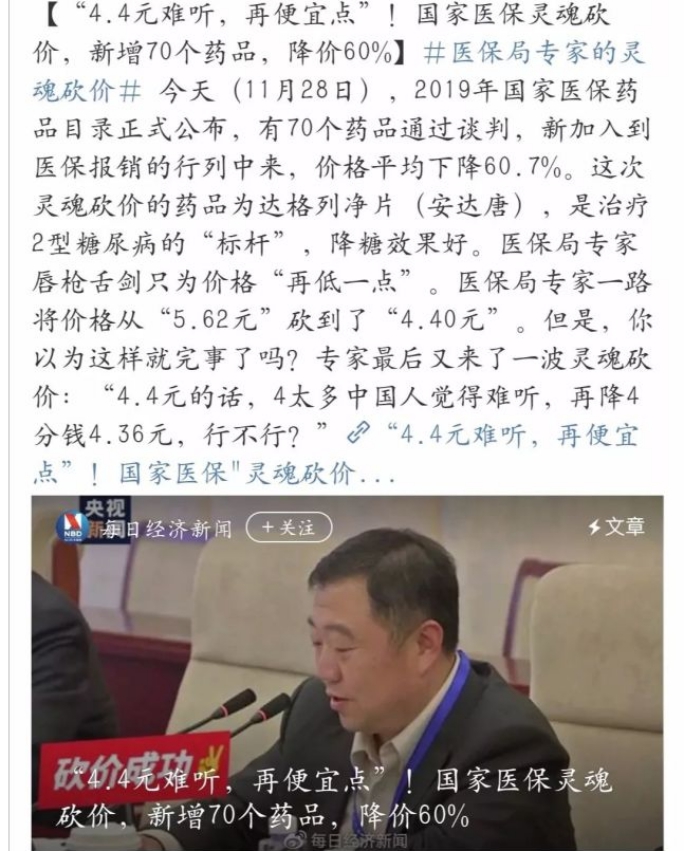 【“4.4元难听，再便宜点”！国家医保灵魂砍
价，新增70个药品，降价60%】#医保局专家的灵
魂砍价# 今天（11月28日），2019年国家医保药
品目录正式公布，有70个药品通过谈判，新加入到
医保报销的行列中来，价格平均下降60.7%。这次
灵魂砍价的药品为达格列净片（安达唐），是治疗
2型糖尿病的“标杆”，降糖效果好。医保局专家
唇枪舌剑只为价格“再低一点”。医保局专家一路
将价格从“5.62元”砍到了“4.40元”。但是，你
以为这样就完事了吗？专家最后又来了一波灵魂砍
价：“4.4元的话，4太多中国人觉得难听，再降4
分钱4.36元，行不行？”“4.4元难听，再便宜
点”！国家医保"灵魂砍价...
央视
新闻
NBD
每日经济新闻
+关注
文章
砍价成功
“4.4元难听，再便宜点”！国家医保灵魂
砍价，新增70个药品，降价60%
每日经济新闻